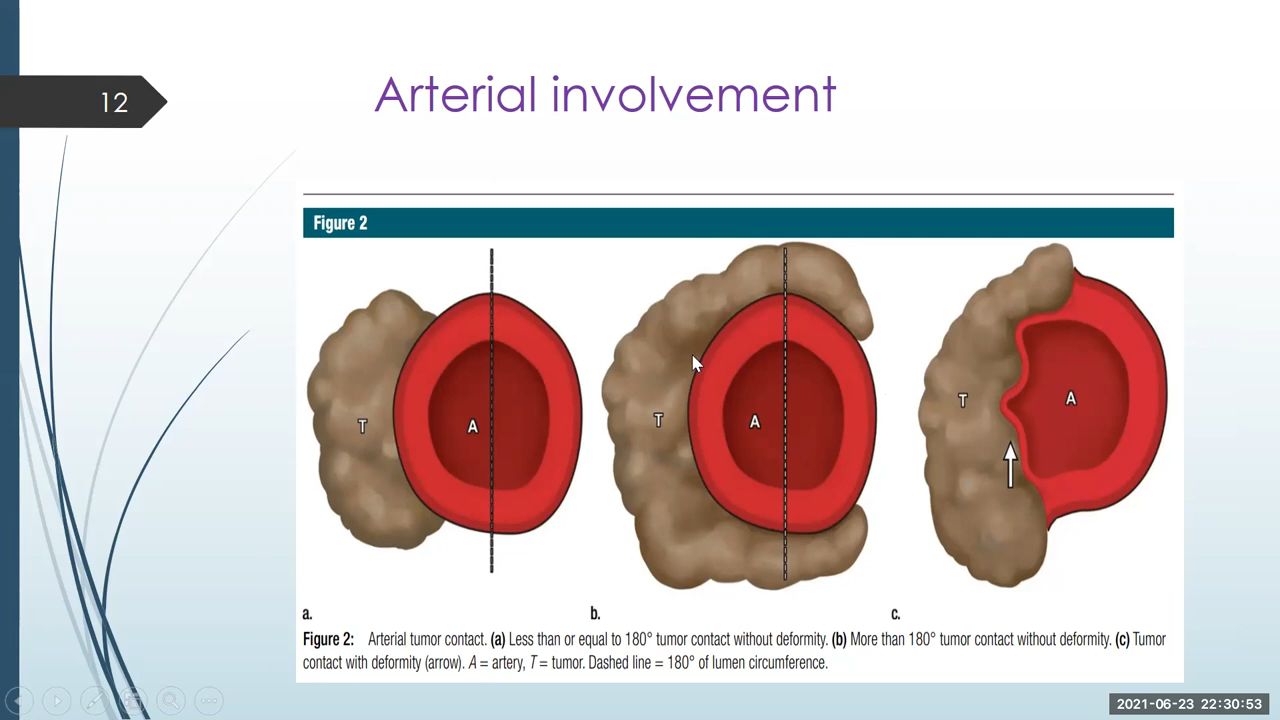 12
Arterial involvement
Figure 2
T
A
T
A
T
A
a.
b.
c.
Figure 2: Arterial tumor contact. (a) Less than or equal to 180° tumor contact without deformity. (b) More than 180° tumor contact without deformity. (c) Tumor
contact with deformity (arrow). A = artery, T = tumor. Dashed line = 180° of lumen circumference.
2021-06-23 22:30:53